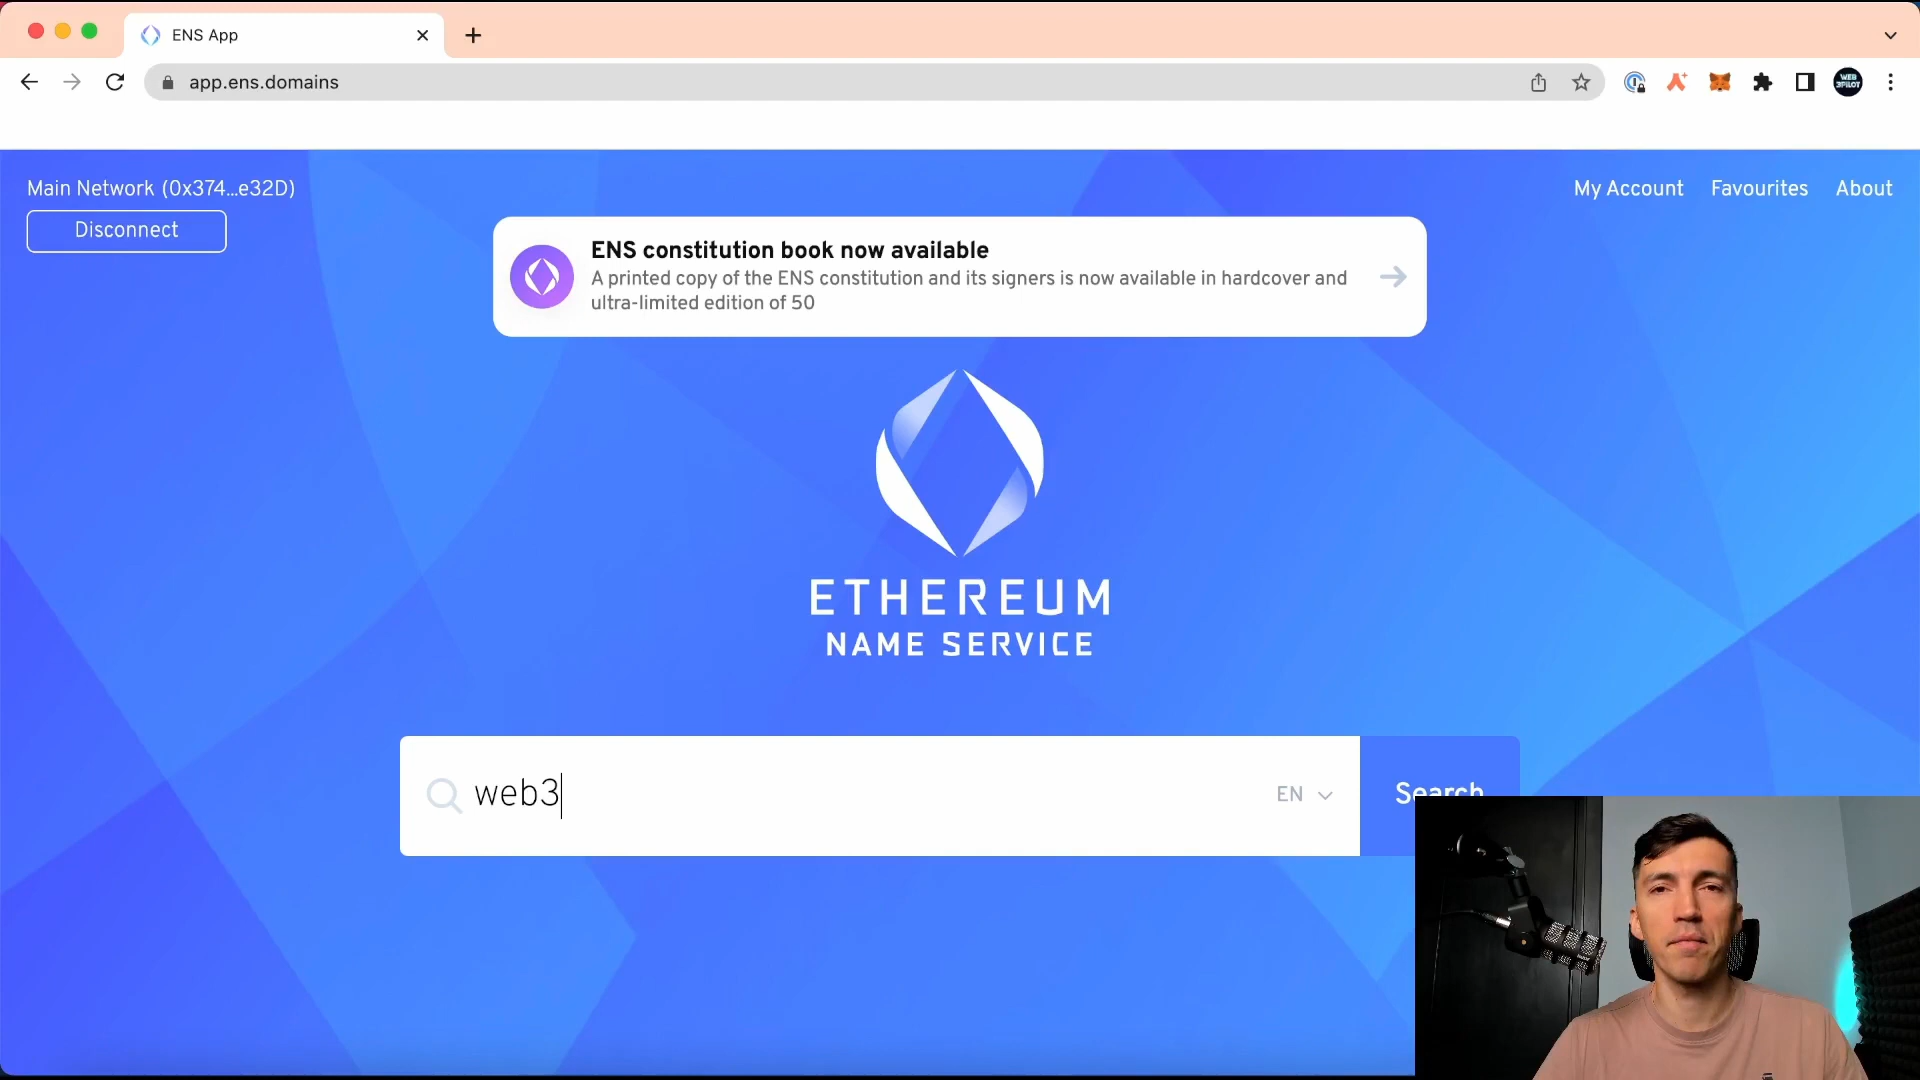 ENS App
app.ens.domains
WEB
3PILOT
Main Network (0x374...e32D)
Disconnect
My Account
Favourites
About
ENS constitution book now available
A printed copy of the ENS constitution and its signers is now available in hardcover and
ultra-limited edition of 50
ETHEREUM
NAME SERVICE
web3
EN
Search